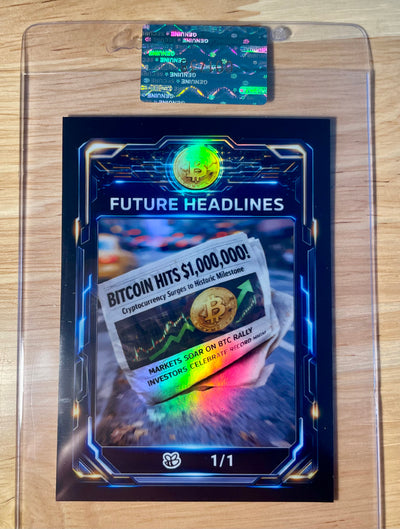 GENUINE
FUTURE HEADLINES
BITCOIN HITS $1,000,000!
Cryptocurrency Surges to Historic Milestone
MARKETS SOAR ON BTC RALLY
INVESTORS CELEBRATE RECORD
1/1